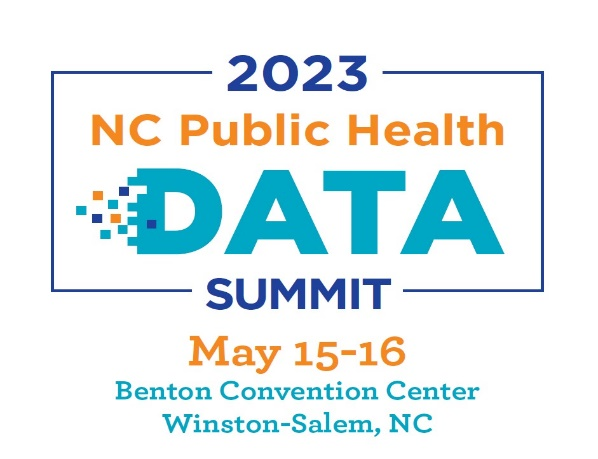 2023
NC Public Health
DATA
SUMMIT
May 15-16
Benton Convention Center
Winston-Salem, NC